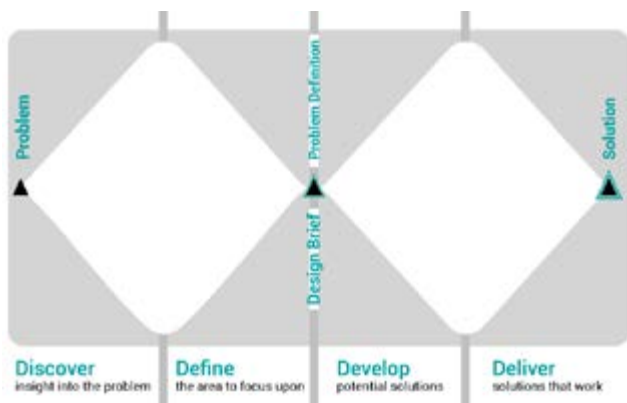 Problem
Problem Definition
Design Brief
Solution
Discover
insight into the problem
Define
the area to focus upon
Develop
potential solutions
Deliver
solutions that work